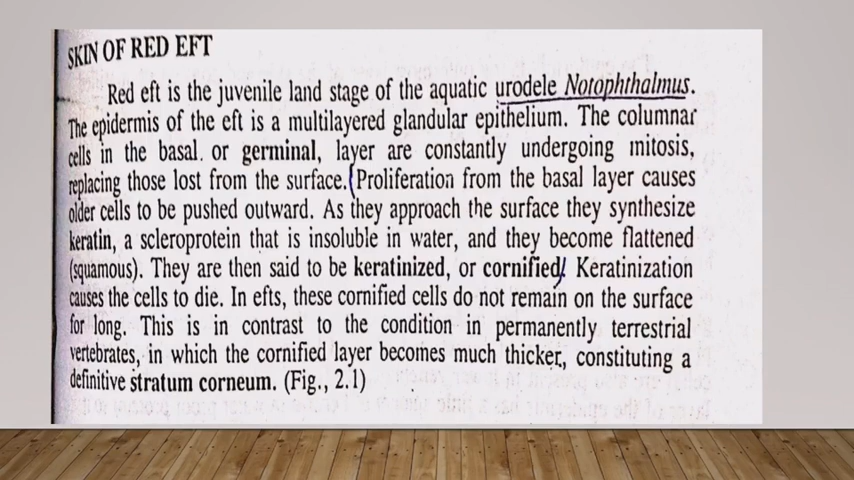 SKIN OF RED EFT
Red eft is the juvenile land stage of the aquatic urodele Notophthalmus.
The epidermis of the eft is a multilayered glandular epithelium. The columnar
cells in the basal. or germinal, layer are constantly undergoing mitosis,
replacing those lost from the surface. (Proliferation from the basal layer causes
older cells to be pushed outward. As they approach the surface they synthesize
keratin, a scleroprotein that is insoluble in water, and they become flattened
(squamous). They are then said to be keratinized, or cornified). Keratinization
causes the cells to die. In efts, these cornified cells do not remain on the surface
for long. This is in contrast to the condition in permanently terrestrial
vertebrates, in which the cornified layer becomes much thicker, constituting a
definitive stratum corneum. (Fig., 2.1)